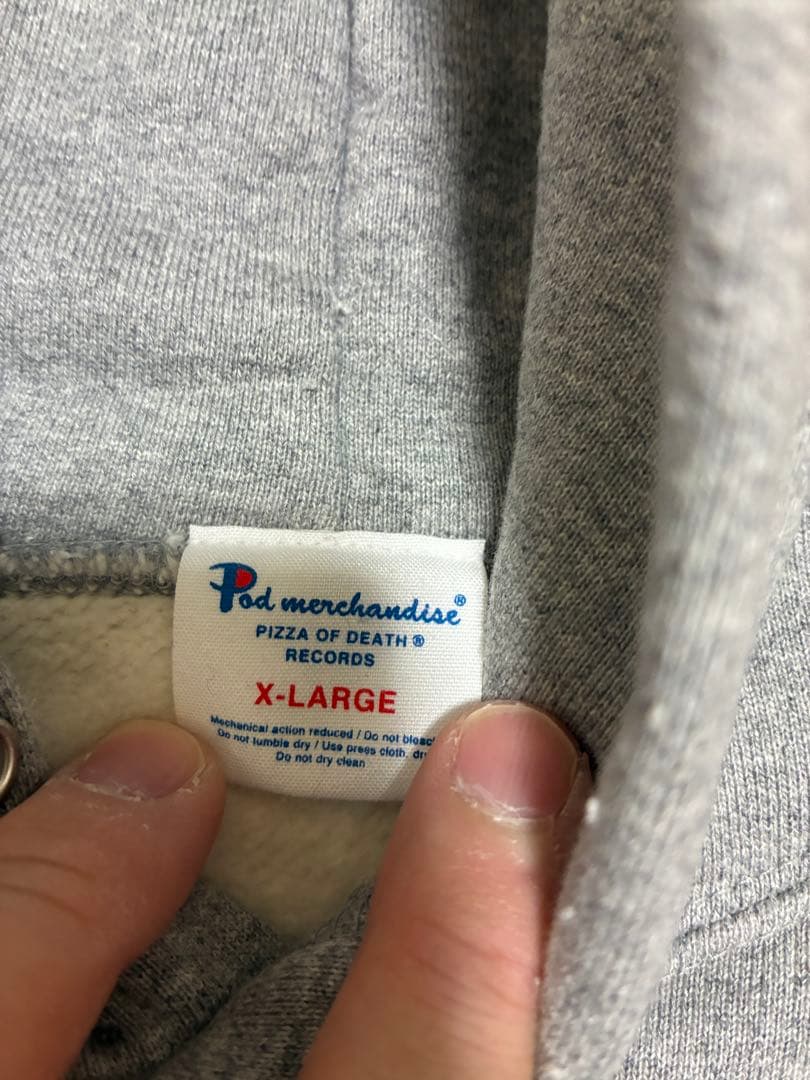 Pod merchandise®
PIZZA OF DEATH ®
RECORDS
X-LARGE
Mechanical action reduced / Do not
Do not tumble dry / Use press cloth.
Do not dry clean